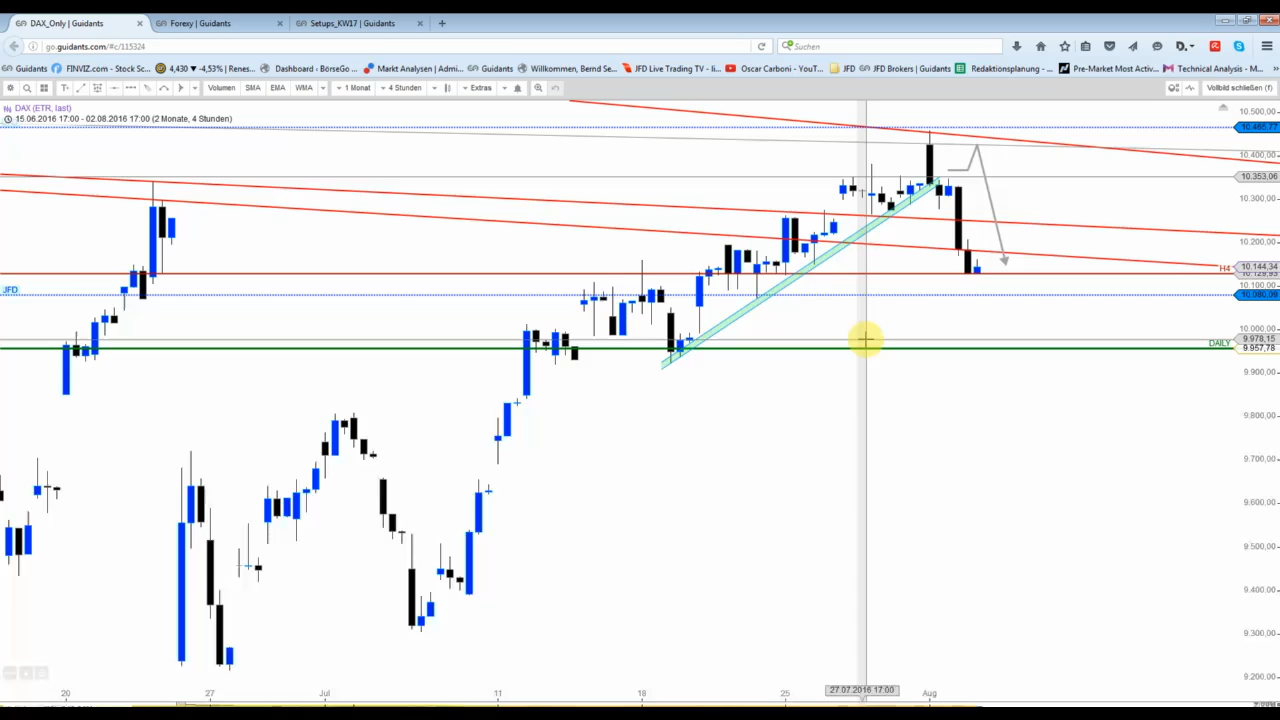 DAX_Only | Guidants
Forexy | Guidants
Setups_KW17 | Guidants
go.guidants.com/#c/115324
Suchen
Guidants
FINVIZ.com - Stock Sc...
4,430 ▾ -4,53% | Renes...
Dashboard - BörseGo ...
Markt Analysen | Admi...
Guidants
Willkommen, Bernd Se...
JFD Live Trading TV - li...
Oscar Carboni - YouT...
JFD
JFD Brokers | Guidants
Redaktionsplanung - ...
Pre-Market Most Activ...
Technical Analysis - M...
Volumen
SMA
EMA
WMA
1 Monat
4 Stunden
Extras
Vollbild schließen (f)
DAX (ETR, last)
15.06.2016 17:00 - 02.08.2016 17:00 (2 Monate, 4 Stunden)
10.500,00
10.400,00
10.353,06
10.300,00
10.200,00
H4
10.144,34
10.100,00
JFD
10.000,00
9.978,15
DAILY
9.957,78
9.900,00
9.800,00
9.700,00
9.600,00
9.500,00
9.400,00
9.300,00
9.200,00
20
27
Jul
11
18
25
27.07.2016 17:00
Aug